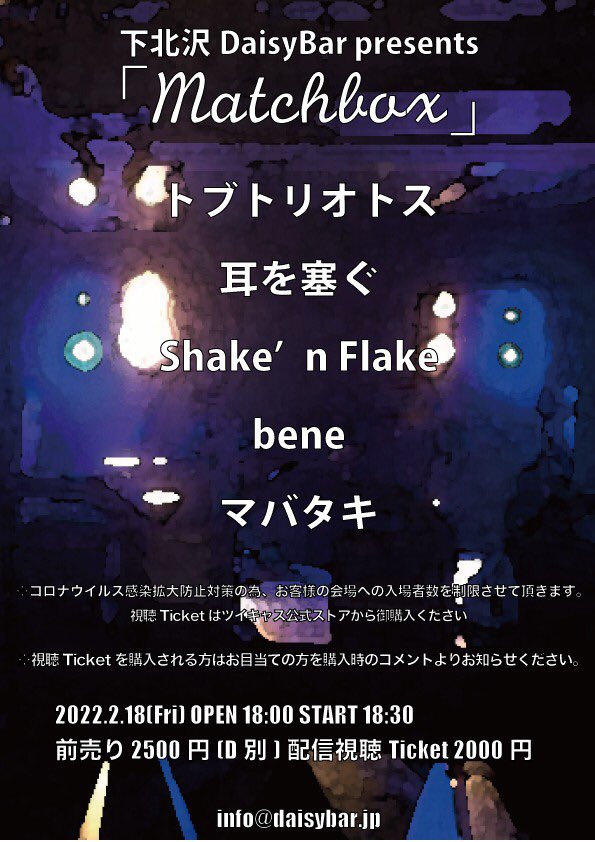 下北沢 DaisyBar presents
「Matchbox」
トブトリオトス
耳を塞ぐ
Shake’n Flake
bene
マバタキ
※コロナウイルス感染拡大防止対策の為、お客様の会場への入場者数を制限させて頂きます。
視聴 Ticket はツイキャス公式ストアから御購入ください
※視聴 Ticket を購入される方はお目当ての方を購入時のコメントよりお知らせください。
2022.2.18(Fri) OPEN 18:00 START 18:30
前売り 2500 円 (D 別 ) 配信視聴 Ticket 2000 円
info@daisybar.jp